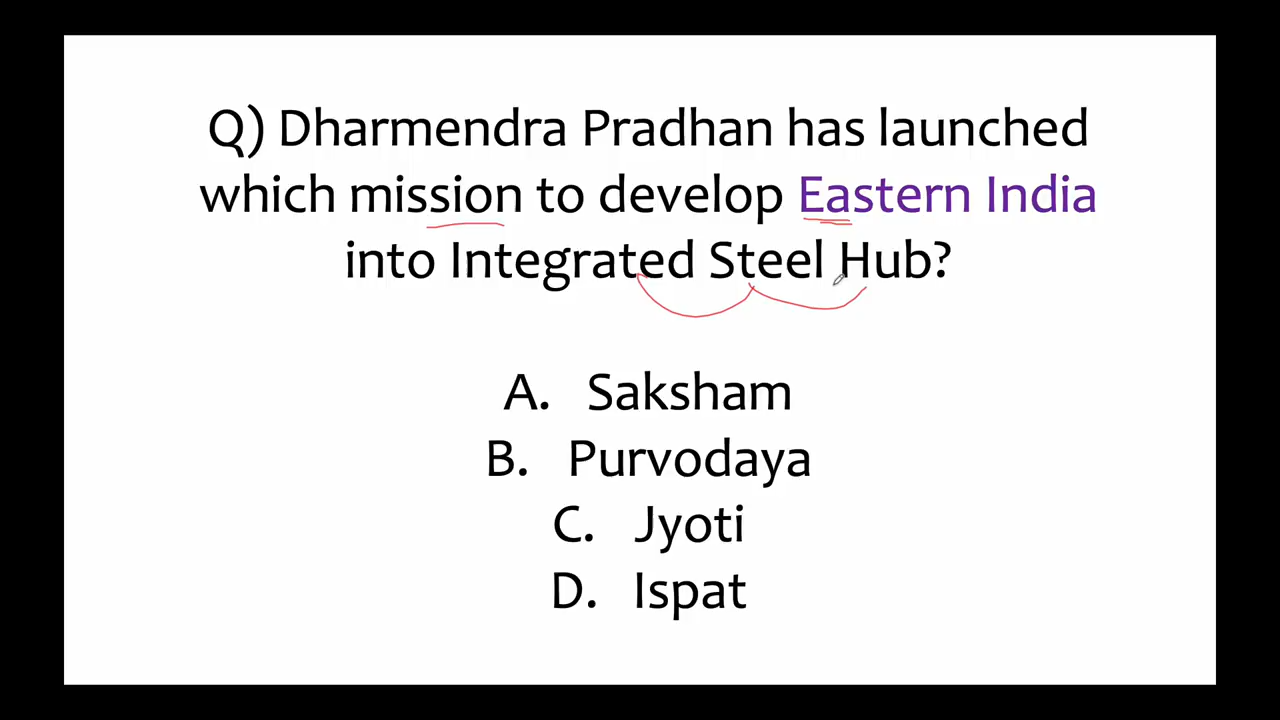 Q) Dharmendra Pradhan has launched
which mission to develop Eastern India
into Integrated Steel Hub?
A. Saksham
B. Purvodaya
C. Jyoti
D. Ispat